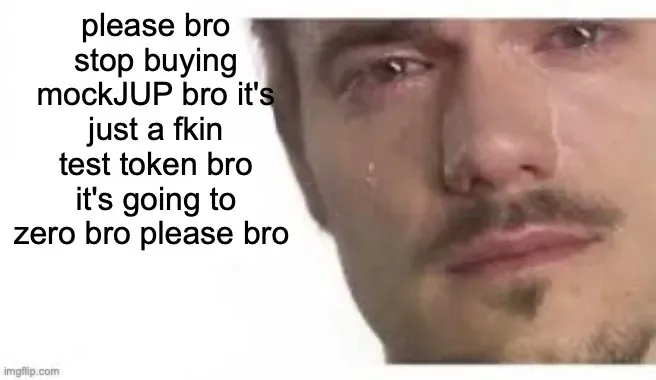 please bro
stop buying
mockJUP bro it's
just a fkin
test token bro
it's going to
zero bro please bro
imgflip.com